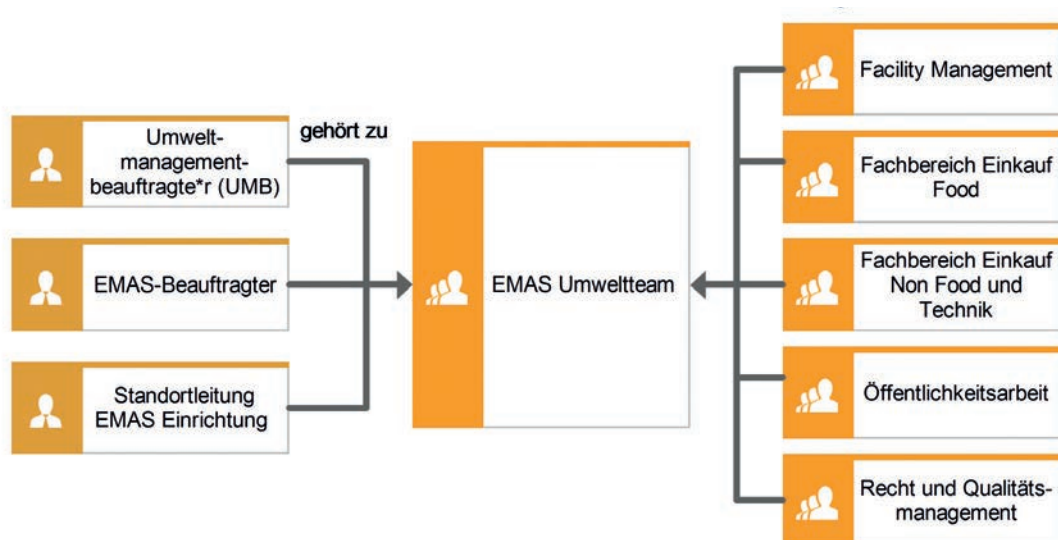 Umwelt-
management-
beauftragte*r (UMB)
gehört zu
EMAS-Beauftragter
Standortleitung
EMAS Einrichtung
EMAS Umweltteam
Facility Management
Fachbereich Einkauf
Food
Fachbereich Einkauf
Non Food und
Technik
Öffentlichkeitsarbeit
Recht und Qualitäts-
management